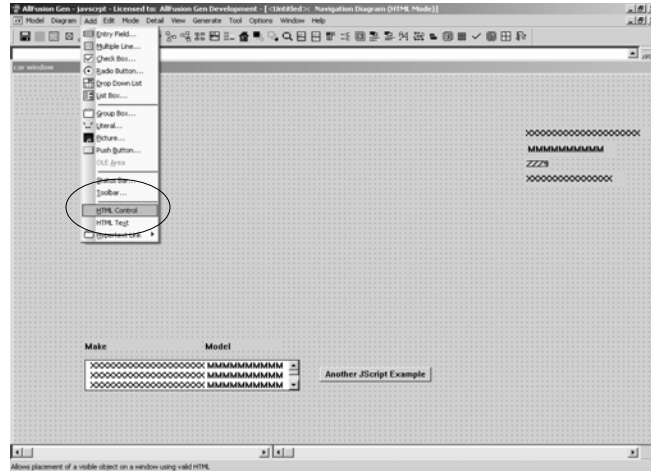 AllFusion Gen - javscrpt - Licensed to: AllFusion Gen Development - [<Untitled>: Navigation Diagram (HTML Mode)]
Model Diagram Add Edit Mode Detail View Generate Tool Options Window Help
Entry Field...
Multiple Line...
Check Box...
Radio Button...
Drop Down List
List Box...
Group Box...
Literal...
Picture...
Push Button...
OLE Area
Status Bar...
Toolbar...
HTML Control
HTML Text
Hypertext Link
car window
XXXXXXXXXXXXXXXXXXXX
MMMMMMMMMM
ZZZ9
XXXXXXXXXXXXXXX
Make Model
XXXXXXXXXXXXXXXXXXXX MMMMMMMMMM
XXXXXXXXXXXXXXXXXXXX MMMMMMMMMM
XXXXXXXXXXXXXXXXXXXX MMMMMMMMMM
Another JScript Example
Allows placement of a visible object on a window using valid HTML